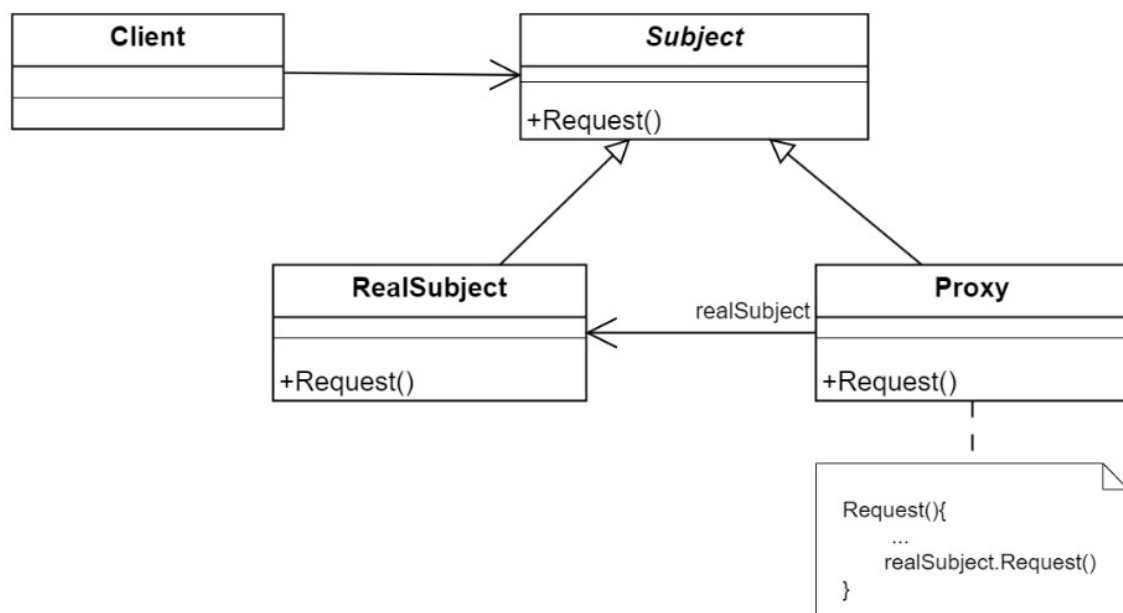 Client
Subject
+Request()
RealSubject
+Request()
realSubject
Proxy
+Request()
Request(){
...
realSubject.Request()
}